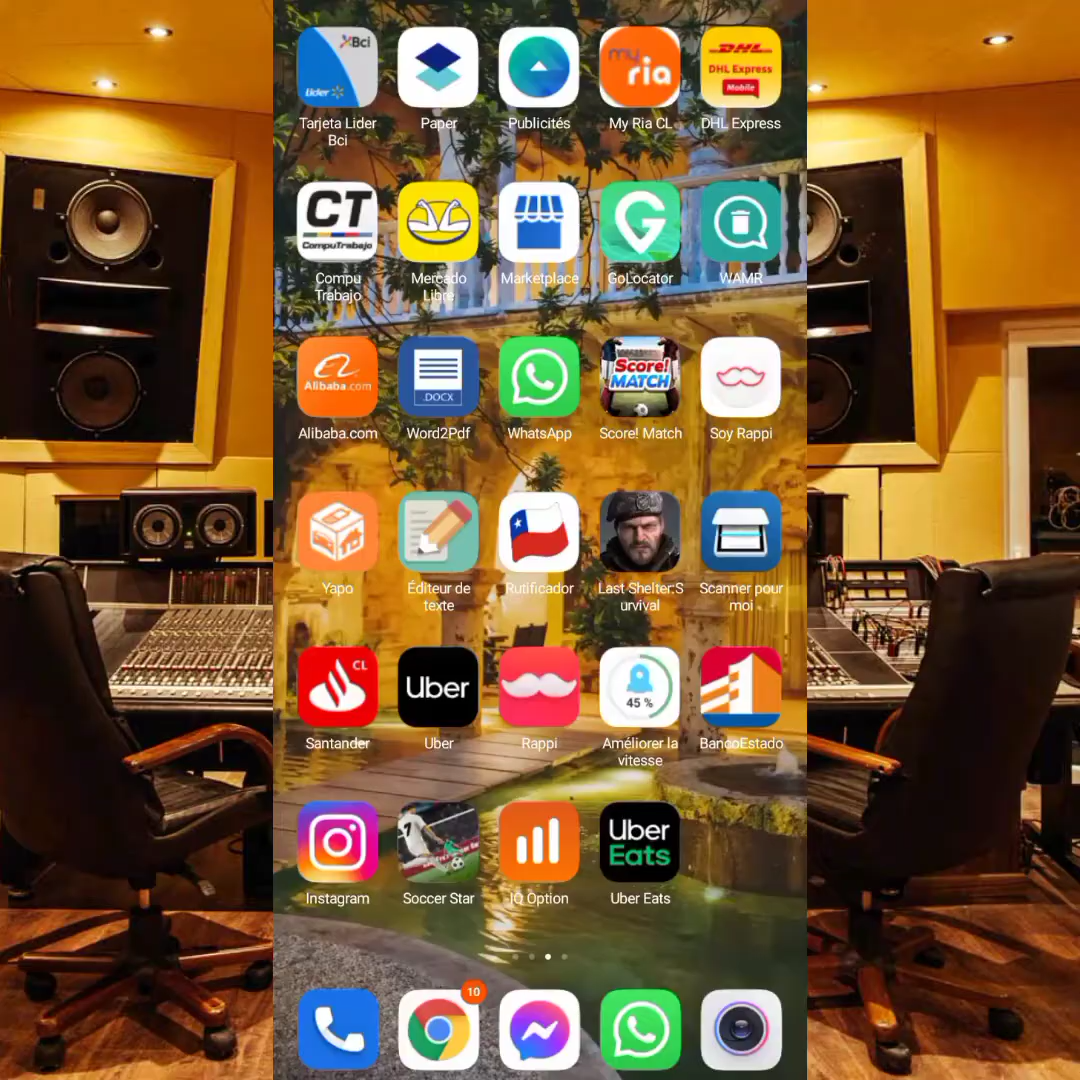 Bci
Lider
my
ria
DHL
DHL Express
Mobile
Tarjeta Lider
Bci
Paper
Publicités
My Ria CL
DHL Express
CT
CompuTrabajo
G
Compu
Trabajo
Mercado
Libre
Marketplace
GoLocator
WAMR
Alibaba.com
.DOCX
Score!
MATCH
Alibaba.com
Word2Pdf
WhatsApp
Score! Match
Soy Rappi
Yapo
Éditeur de
texte
Rutificador
Last Shelter:S
urvival
Scanner pour
moi
CL
Uber
45 %
Santander
Uber
Rappi
Améliorer la
vitesse
BancoEstado
7
Uber
Eats
Instagram
Soccer Star
IQ Option
Uber Eats
10